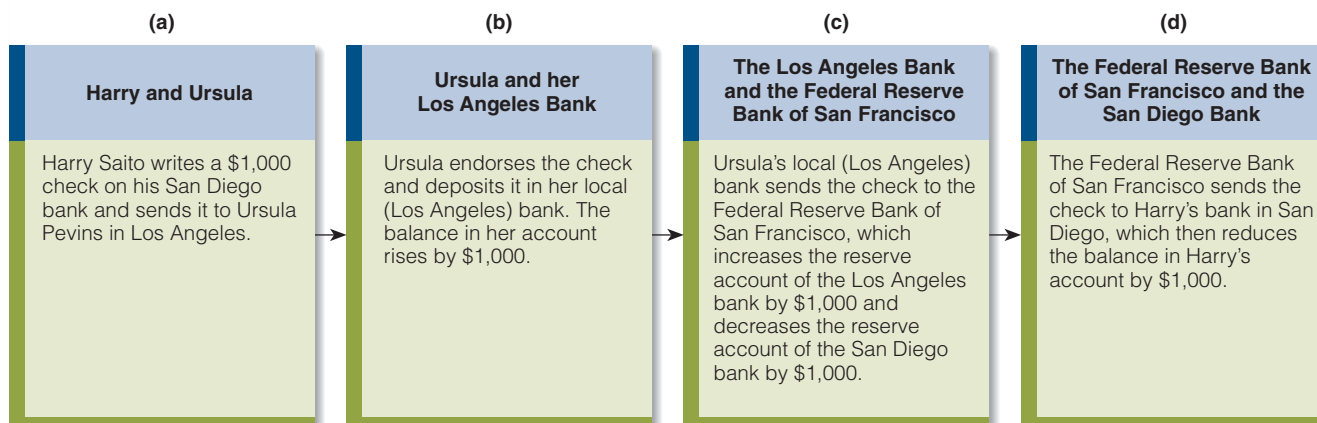 (a)
Harry and Ursula
Harry Saito writes a $1,000
check on his San Diego
bank and sends it to Ursula
Pevins in Los Angeles.
(b)
Ursula and her
Los Angeles Bank
Ursula endorses the check
and deposits it in her local
(Los Angeles) bank. The
balance in her account
rises by $1,000.
(c)
The Los Angeles Bank
and the Federal Reserve
Bank of San Francisco
Ursula’s local (Los Angeles)
bank sends the check to the
Federal Reserve Bank of
San Francisco, which
increases the reserve
account of the Los Angeles
bank by $1,000 and
decreases the reserve
account of the San Diego
bank by $1,000.
(d)
The Federal Reserve Bank
of San Francisco and the
San Diego Bank
The Federal Reserve Bank
of San Francisco sends the
check to Harry’s bank in San
Diego, which then reduces
the balance in Harry’s
account by $1,000.